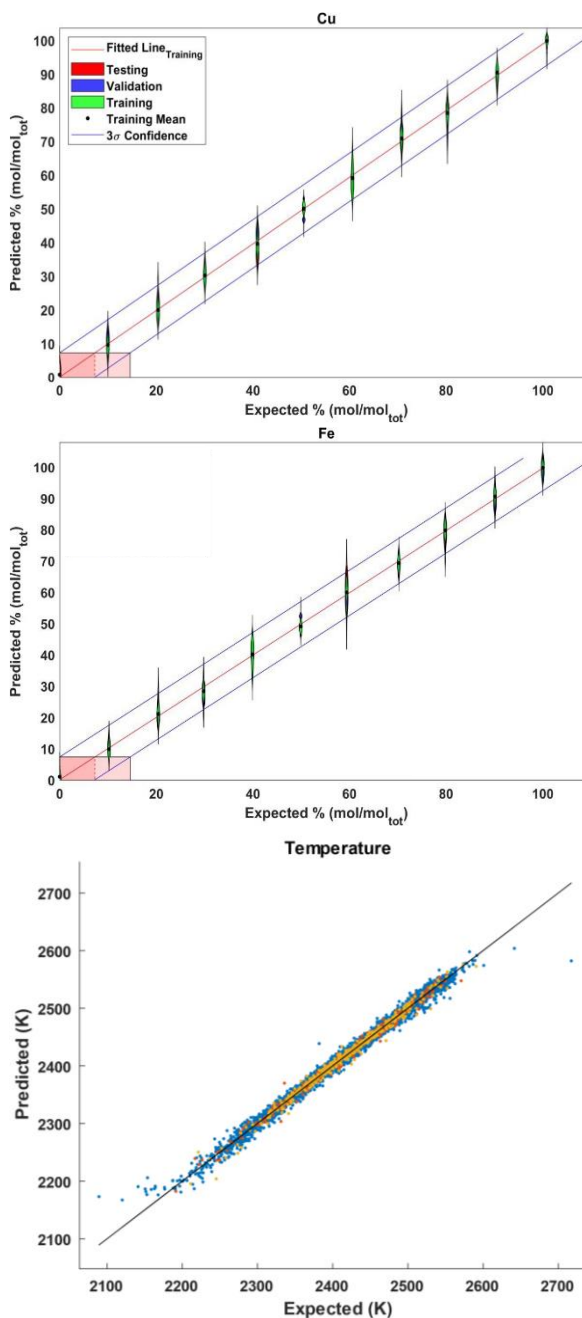 Cu
Fitted Line_Training
Testing
Validation
Training
Training Mean
3σ Confidence
100
90
80
70
60
50
40
30
20
10
0
Predicted % (mol/mol_tot)
0 20 40 60 80 100
Expected % (mol/mol_tot)
Fe
100
90
80
70
60
50
40
30
20
10
0
Predicted % (mol/mol_tot)
0 20 40 60 80 100
Expected % (mol/mol_tot)
Temperature
2700
2600
2500
2400
2300
2200
2100
Predicted (K)
2100 2200 2300 2400 2500 2600 2700
Expected (K)